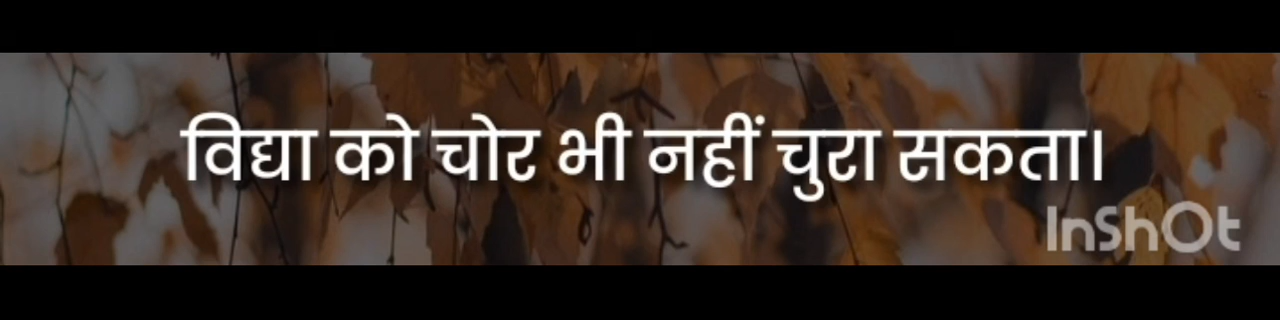 विद्या को चोर भी नहीं चुरा सकता।
InShOt